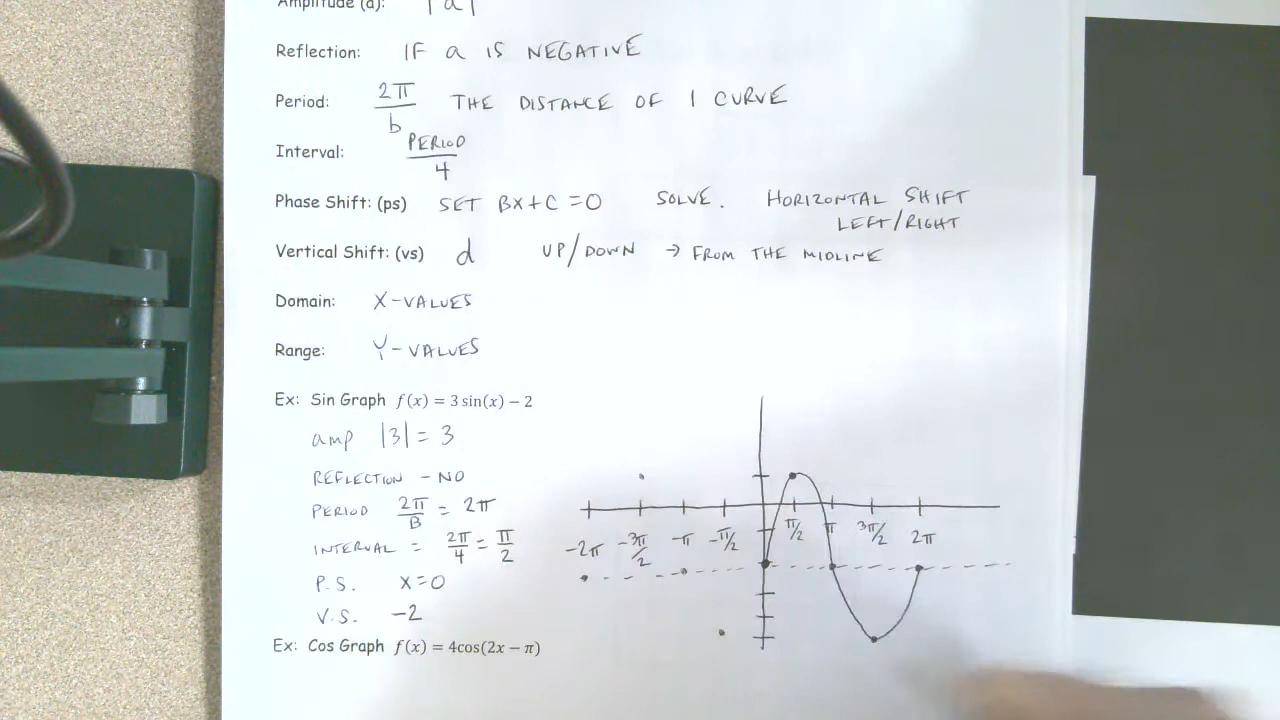 Amplitude (a): |a|
Reflection: IF a IS NEGATIVE
Period: 2π/b THE DISTANCE OF 1 CURVE
Interval: PERIOD/4
Phase Shift: (ps) SET BX+C=0 SOLVE. HORIZONTAL SHIFT
LEFT/RIGHT
Vertical Shift: (vs) d UP/DOWN → FROM THE MIDLINE
Domain: X-VALUES
Range: Y-VALUES
Ex: Sin Graph f(x) = 3 sin(x) − 2
amp |3| = 3
REFLECTION - NO
PERIOD 2π/B = 2π
INTERVAL = 2π/4 = π/2
P.S. X=0
V.S. -2
-2π -3π/2 -π -π/2 π/2 π 3π/2 2π
Ex: Cos Graph f(x) = 4cos(2x − π)